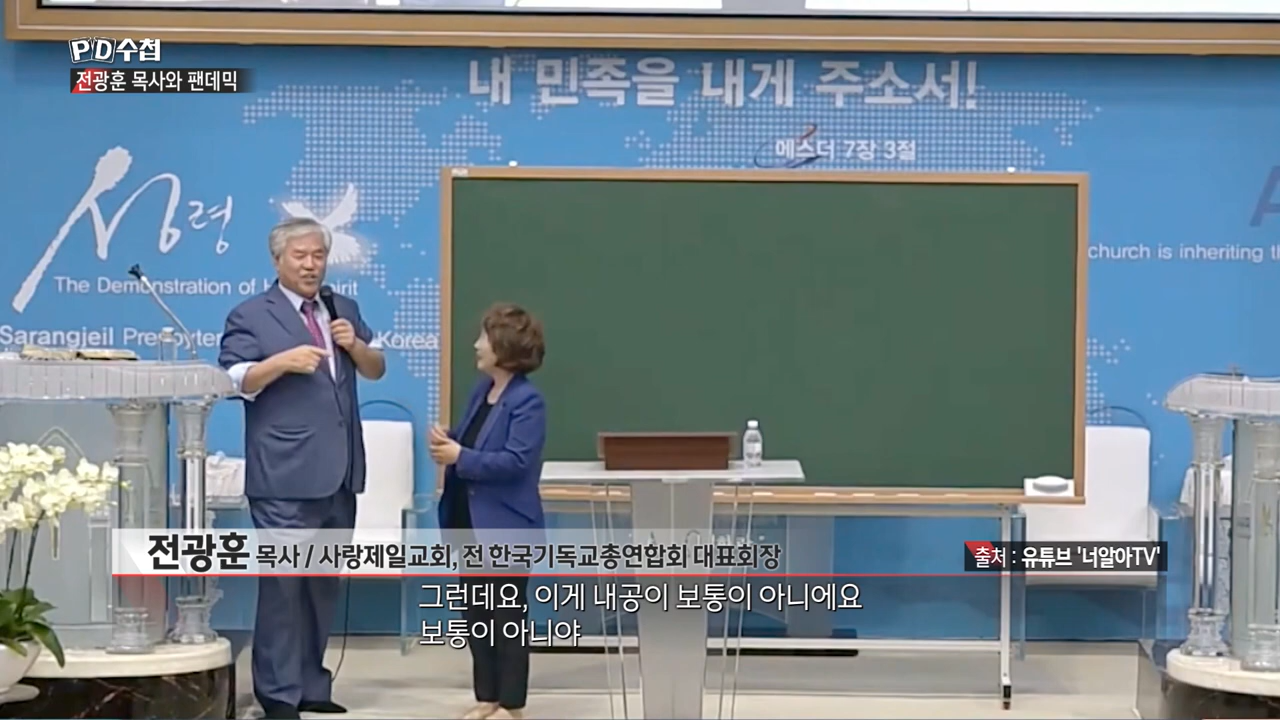 PD수첩
전광훈 목사와 팬데믹
내 민족을 내게 주소서!
에스더 7장 3절
성령
The Demonstration of
church is inheriting
Sarangjeil
Korea
전광훈 목사 / 사랑제일교회, 전 한국기독교총연합회 대표회장
출처 : 유튜브 '너알아TV'
그런데요, 이게 내공이 보통이 아니에요
보통이 아니야